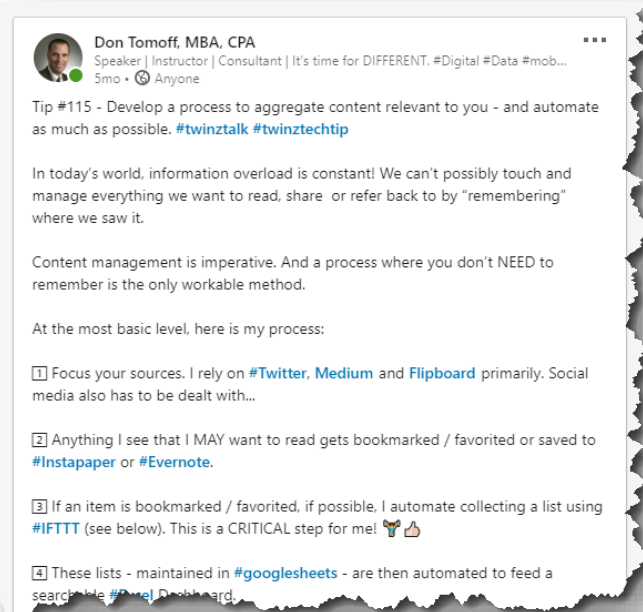 Don Tomoff, MBA, CPA
Speaker | Instructor | Consultant | It's time for DIFFERENT. #Digital #Data #mob...
5mo • Anyone
Tip #115 - Develop a process to aggregate content relevant to you - and automate
as much as possible. #twinztalk #twinztechtip
In today's world, information overload is constant! We can't possibly touch and
manage everything we want to read, share or refer back to by “remembering”
where we saw it.
Content management is imperative. And a process where you don't NEED to
remember is the only workable method.
At the most basic level, here is my process:
1 Focus your sources. I rely on #Twitter, Medium and Flipboard primarily. Social
media also has to be dealt with...
2 Anything I see that I MAY want to read gets bookmarked / favorited or saved to
#Instapaper or #Evernote.
3 If an item is bookmarked / favorited, if possible, I automate collecting a list using
#IFTTT (see below). This is a CRITICAL step for me! 🏋👍
4 These lists - maintained in #googlesheets - are then automated to feed a
searchable #Excel Dashboard.